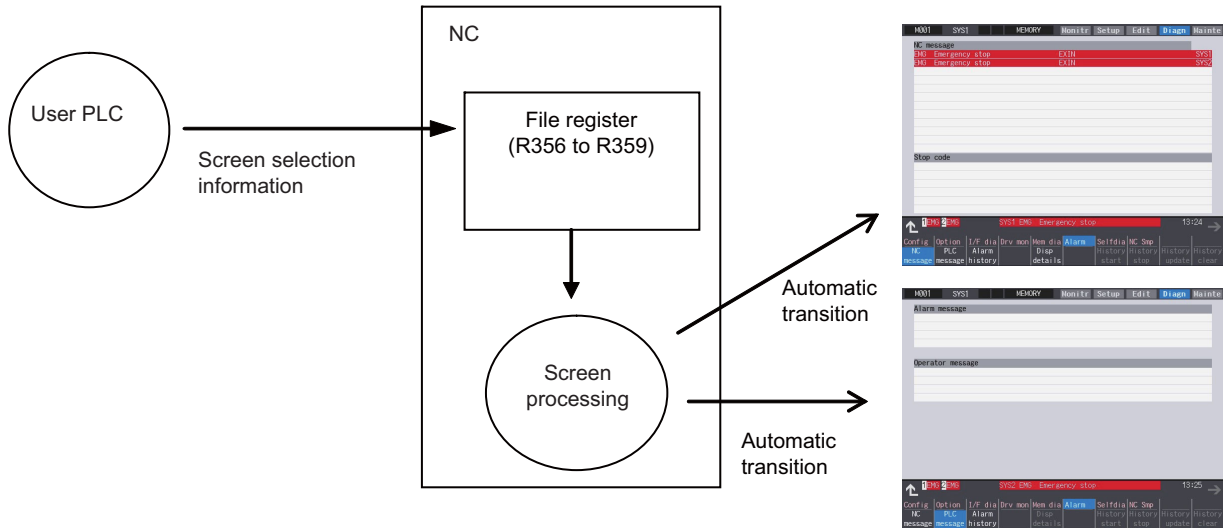 User PLC
Screen selection
information
NC
File register
(R356 to R359)
Screen
processing
Automatic
transition
Automatic
transition
M001 SYS1 MEMORY Monitr Setup Edit Diagn Mainte
NC message
EMG Emergency stop EXIN SYS1
EMG Emergency stop EXIN SYS2
Stop code
1EMG 2EMG SYS1 EMG Emergency stop 13:24
Config Option I/F dia Drv mon Mem dia Alarm Selfdia NC Smp
NC PLC Alarm Disp History History History History
message message history details start stop update clear
M001 SYS1 MEMORY Monitr Setup Edit Diagn Mainte
Alarm message
Operator message
1EMG 2EMG SYS2 EMG Emergency stop 13:25
Config Option I/F dia Drv mon Mem dia Alarm Selfdia NC Smp
NC PLC Alarm Disp History History History History
message message history details start stop update clear